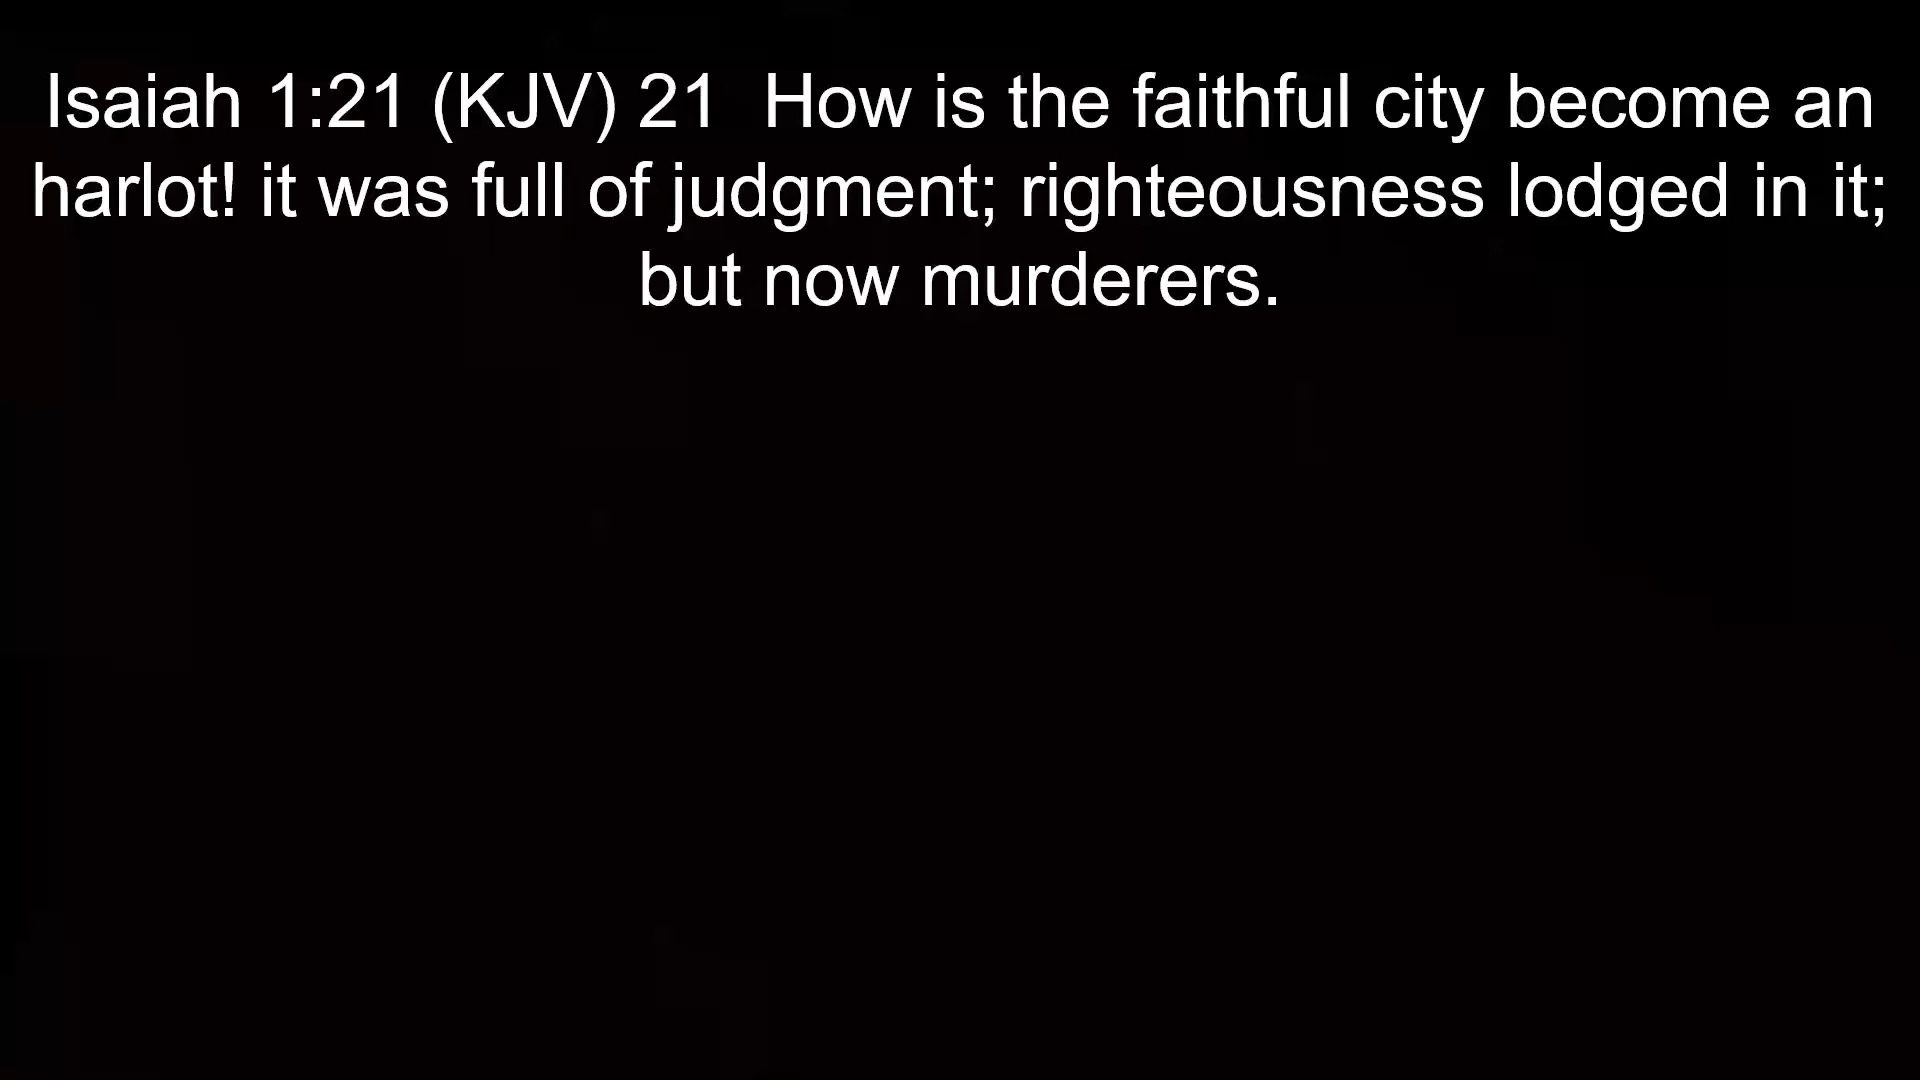 Isaiah 1:21 (KJV) 21  How is the faithful city become an
harlot! it was full of judgment; righteousness lodged in it;
but now murderers.